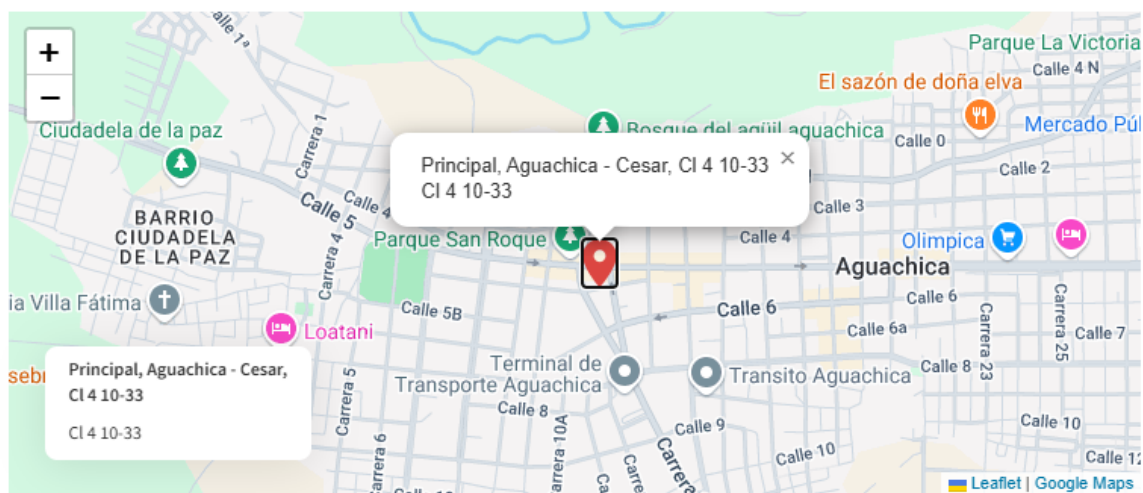 +
−
Calle 1ª
Parque La Victoria
Calle 4 N
El sazón de doña elva
Ciudadela de la paz
Carrera 1
Bosque del agüil aguachica
Calle 0
Mercado Púl
Principal, Aguachica - Cesar, Cl 4 10-33
Cl 4 10-33
×
Calle 2
BARRIO
CIUDADELA
DE LA PAZ
Calle 5
Calle 4
Calle 3
Carrera 4
Parque San Roque
Calle 4
Olimpica
Aguachica
ia Villa Fátima
Calle 5B
Calle 6
Calle 6
Calle 6a
Carrera 23
Carrera 25
Calle 7
Loatani
Principal, Aguachica - Cesar,
Cl 4 10-33
Cl 4 10-33
Terminal de
Transporte Aguachica
Transito Aguachica
Calle 8
Carrera 5
Calle 8
Calle 9
Calle 10
Carrera 6
Carrera 10A
Calle 10
Calle 12
Leaflet | Google Maps